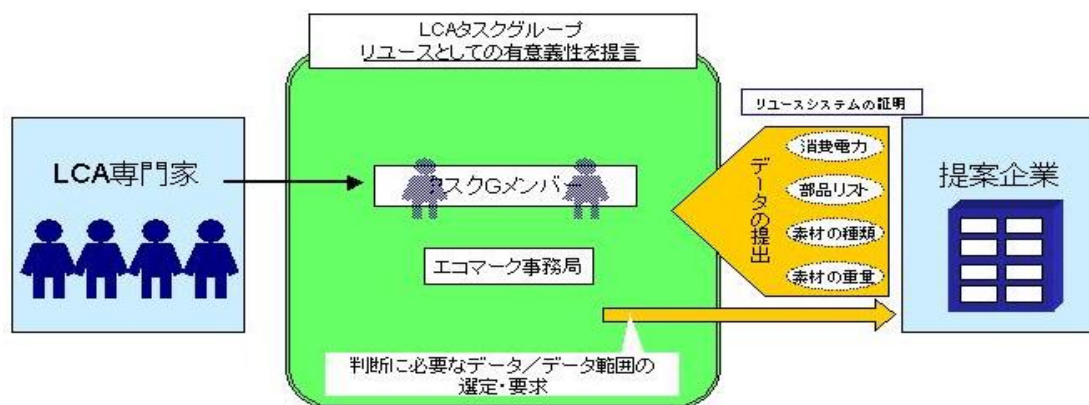 LCAタスクグループ
リユースとしての有意義性を提言
LCA専門家
タスクGメンバー
エコマーク事務局
判断に必要なデータ／データ範囲の
選定・要求
リユースシステムの証明
データの提出
消費電力
部品リスト
素材の種類
素材の重量
提案企業